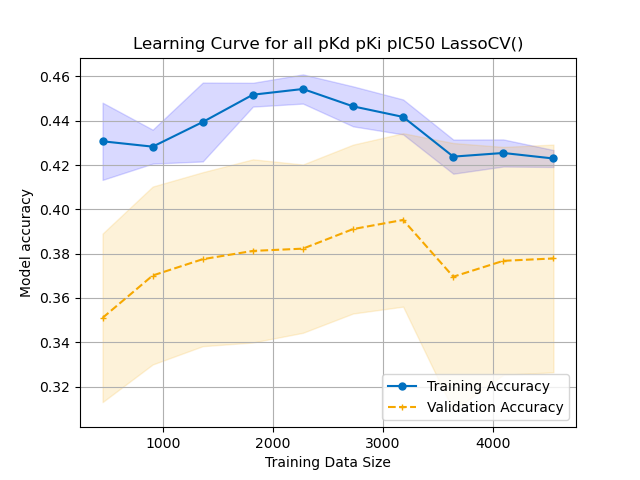 Learning Curve for all pKd pKi pIC50 LassoCV()
0.46
0.44
0.42
0.40
0.38
0.36
0.34
0.32
Model accuracy
Training Accuracy
Validation Accuracy
1000 2000 3000 4000
Training Data Size